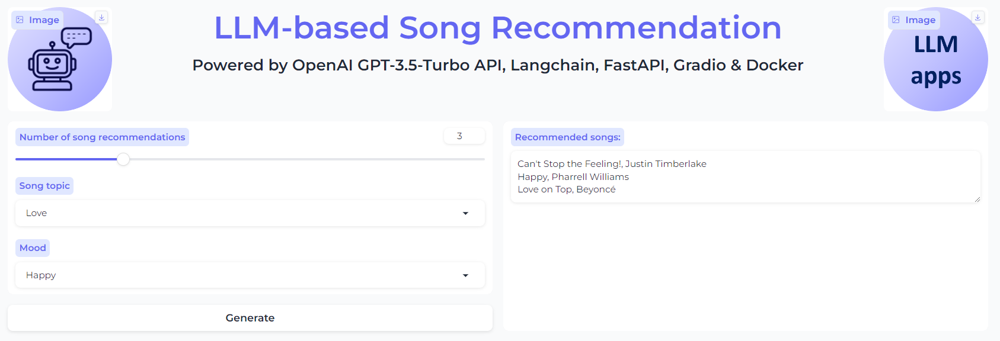 Image
LLM-based Song Recommendation
Powered by OpenAI GPT-3.5-Turbo API, Langchain, FastAPI, Gradio & Docker
Image
LLM
apps
Number of song recommendations
3
Song topic
Love
Mood
Happy
Generate
Recommended songs:
Can't Stop the Feeling!, Justin Timberlake
Happy, Pharrell Williams
Love on Top, Beyoncé